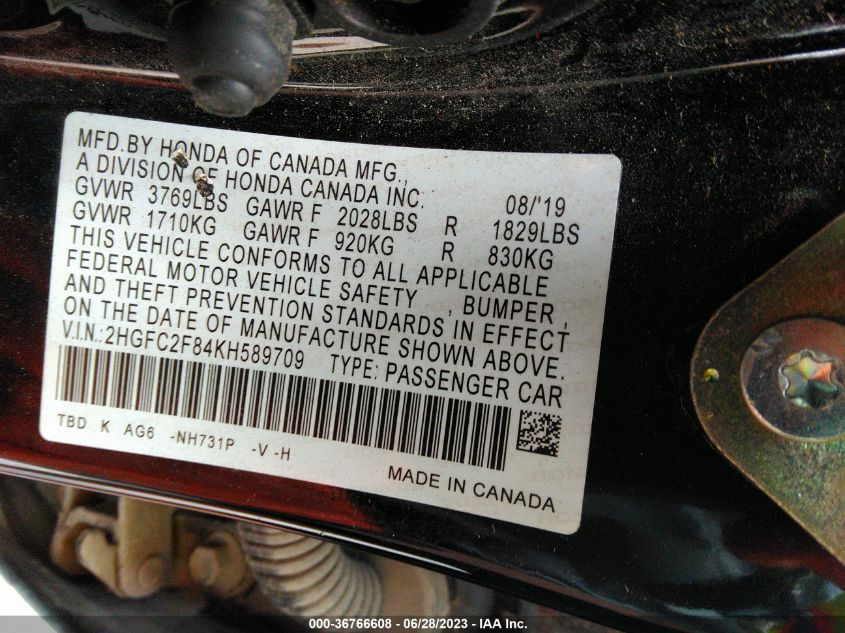 MFD.BY HONDA OF CANADA MFG.,
A DIVISION OF HONDA CANADA INC. 08/'19
GVWR 3769LBS GAWR F 2028LBS R 1829LBS
GVWR 1710KG GAWR F 920KG R 830KG
THIS VEHICLE CONFORMS TO ALL APPLICABLE
FEDERAL MOTOR VEHICLE SAFETY , BUMPER ,
AND THEFT PREVENTION STANDARDS IN EFFECT
ON THE DATE OF MANUFACTURE SHOWN ABOVE.
V.I.N.: 2HGFC2F84KH589709 TYPE: PASSENGER CAR
TBD K AG6 -NH731P -V -H
MADE IN CANADA
000-36766608 - 06/28/2023 - IAA Inc.